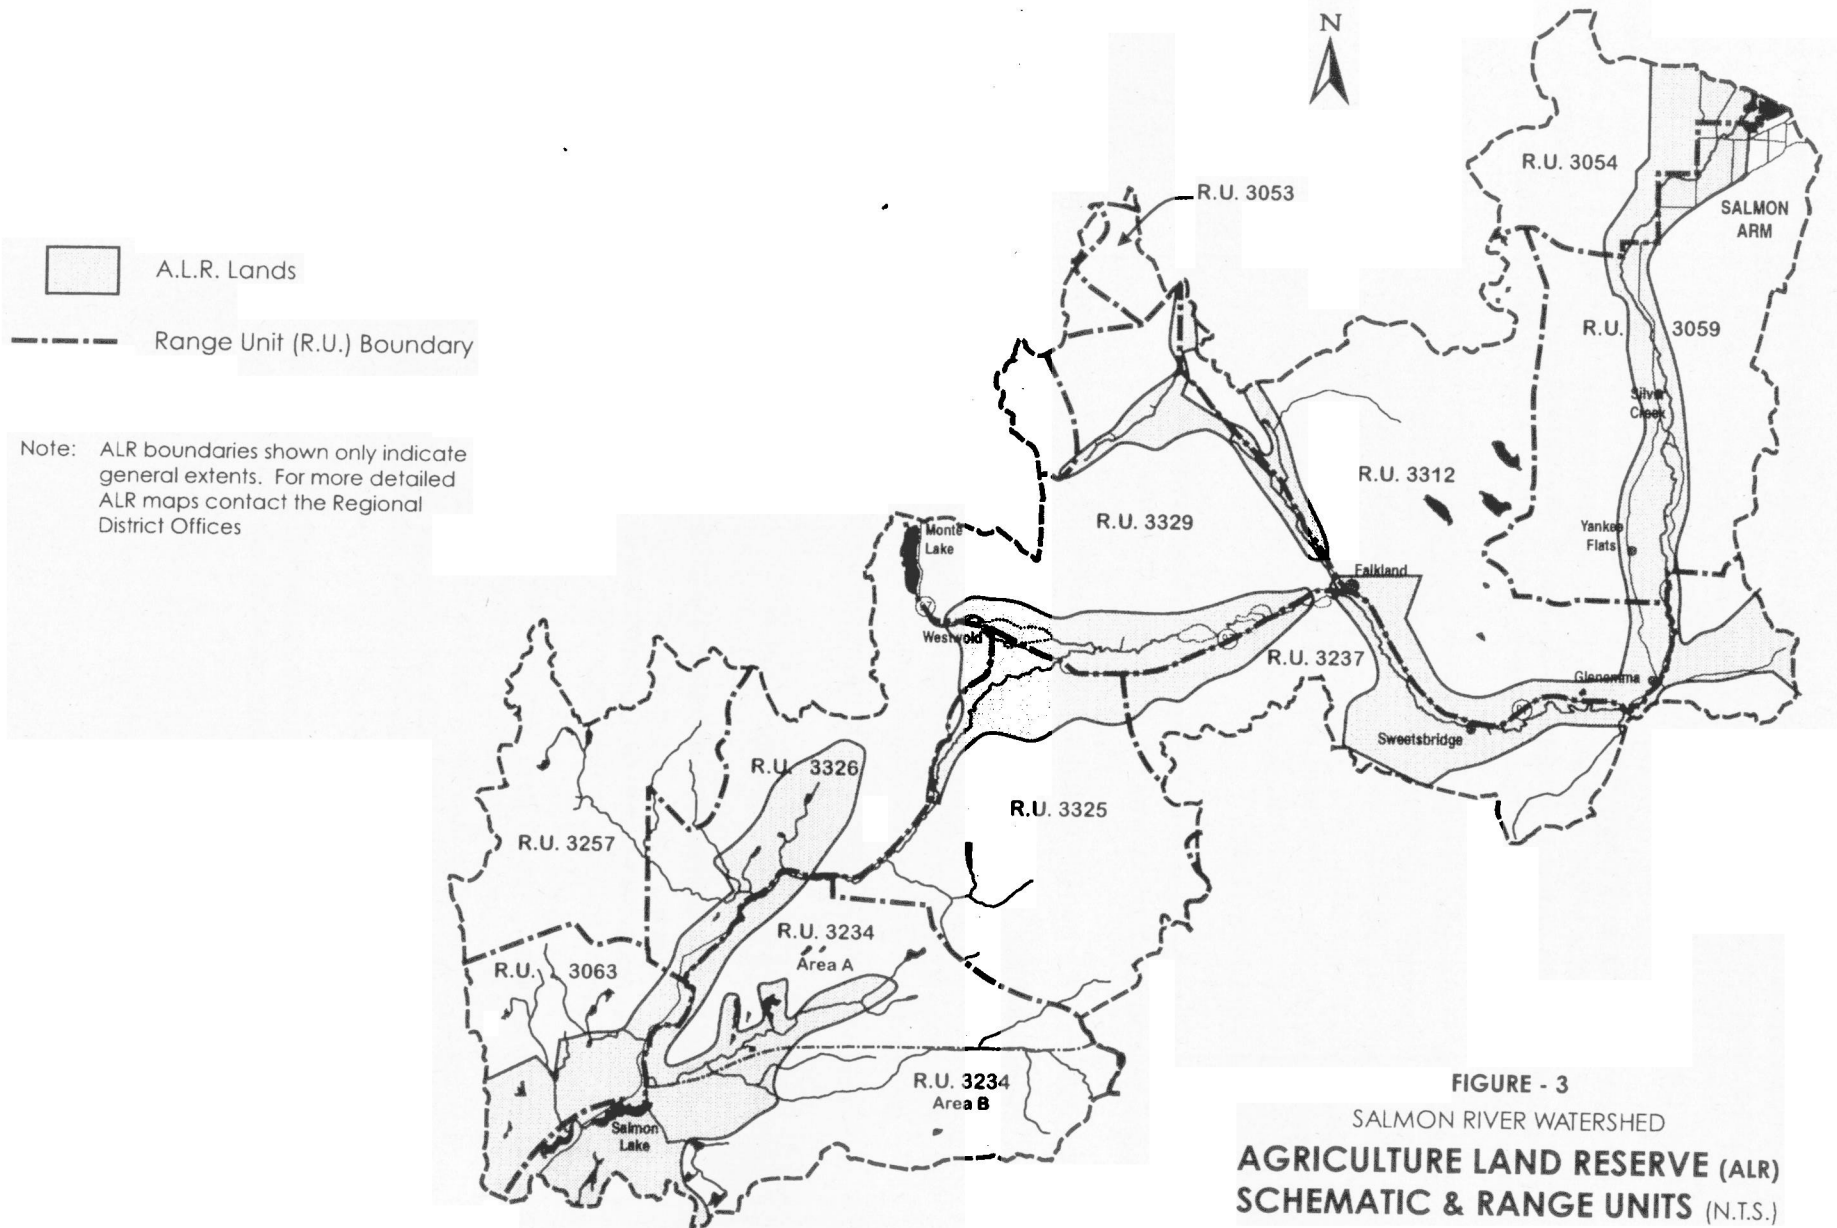 N
R.U. 3054
R.U. 3053
SALMON
ARM
A.L.R. Lands
R.U. 3059
Range Unit (R.U.) Boundary
Silver
Creek
Note: ALR boundaries shown only indicate
general extents. For more detailed
ALR maps contact the Regional
District Offices
R.U. 3312
R.U. 3329
Yankee
Flats
Monte
Lake
Falkland
Westwold
R.U. 3237
Glenemma
Sweetsbridge
R.U. 3326
R.U. 3325
R.U. 3257
R.U. 3234
Area A
R.U. 3063
R.U. 3234
Area B
Salmon
Lake
FIGURE - 3
SALMON RIVER WATERSHED
AGRICULTURE LAND RESERVE (ALR)
SCHEMATIC & RANGE UNITS (N.T.S.)